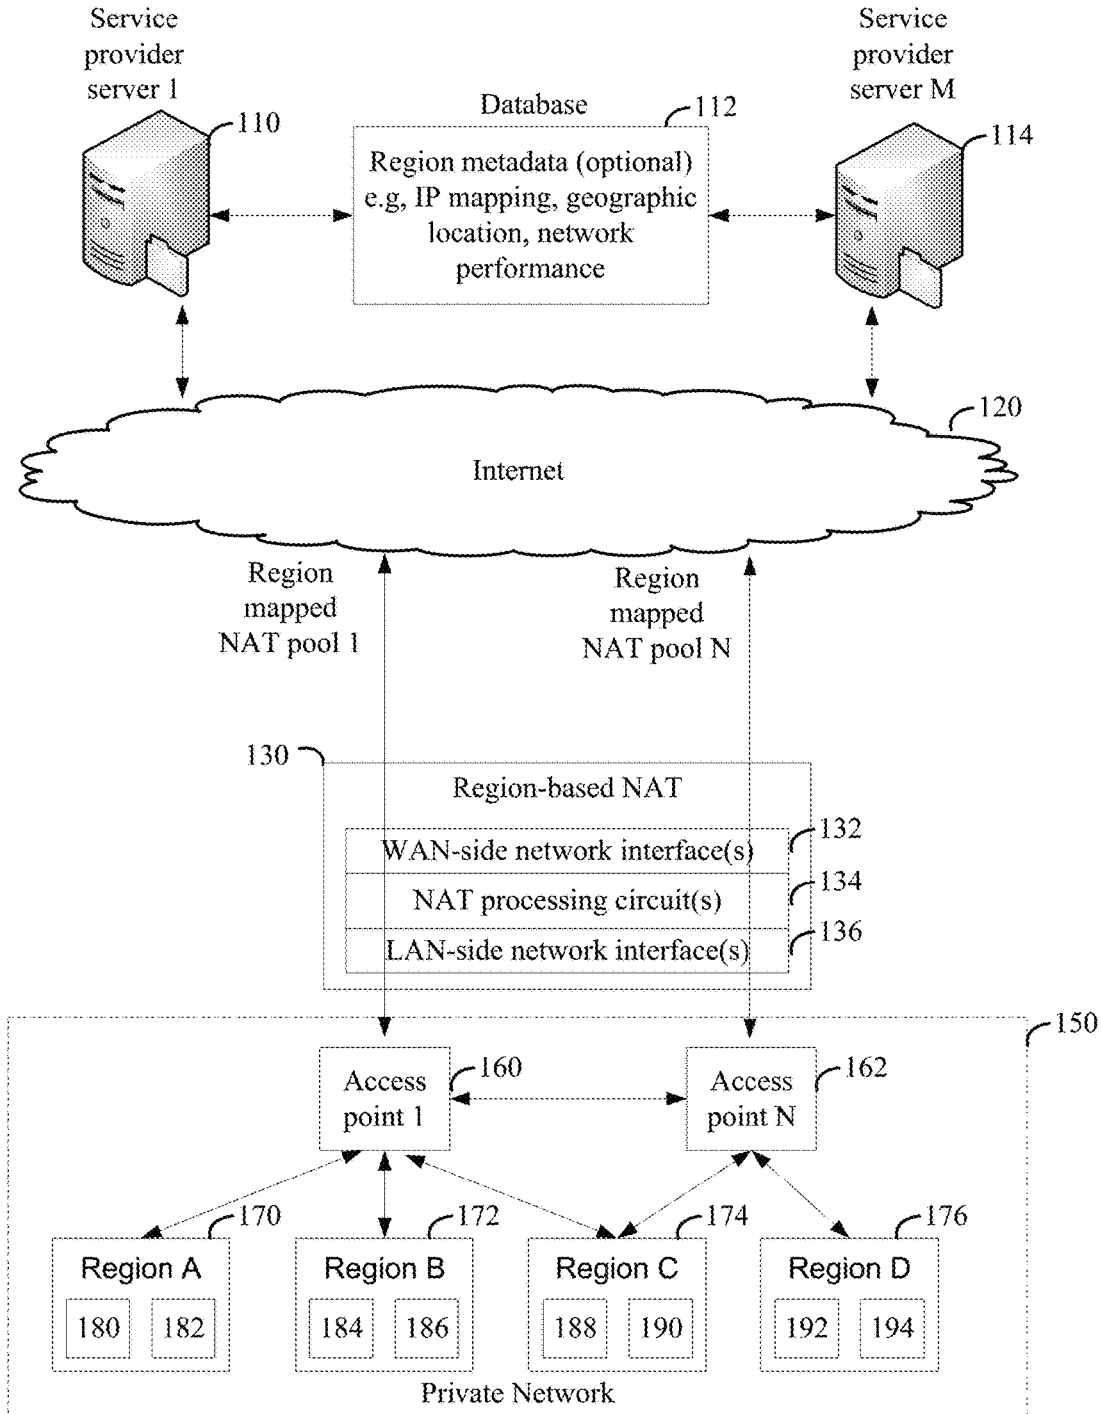 Service
provider
server 1
110
Database
112
Region metadata (optional)
e.g, IP mapping, geographic
location, network
performance
Service
provider
server M
114
120
Internet
Region
mapped
NAT pool 1
Region
mapped
NAT pool N
130
Region-based NAT
WAN-side network interface(s)
132
NAT processing circuit(s)
134
LAN-side network interface(s)
136
150
Access
point 1
160
Access
point N
162
170
Region A
180 182
172
Region B
184 186
174
Region C
188 190
176
Region D
192 194
Private Network